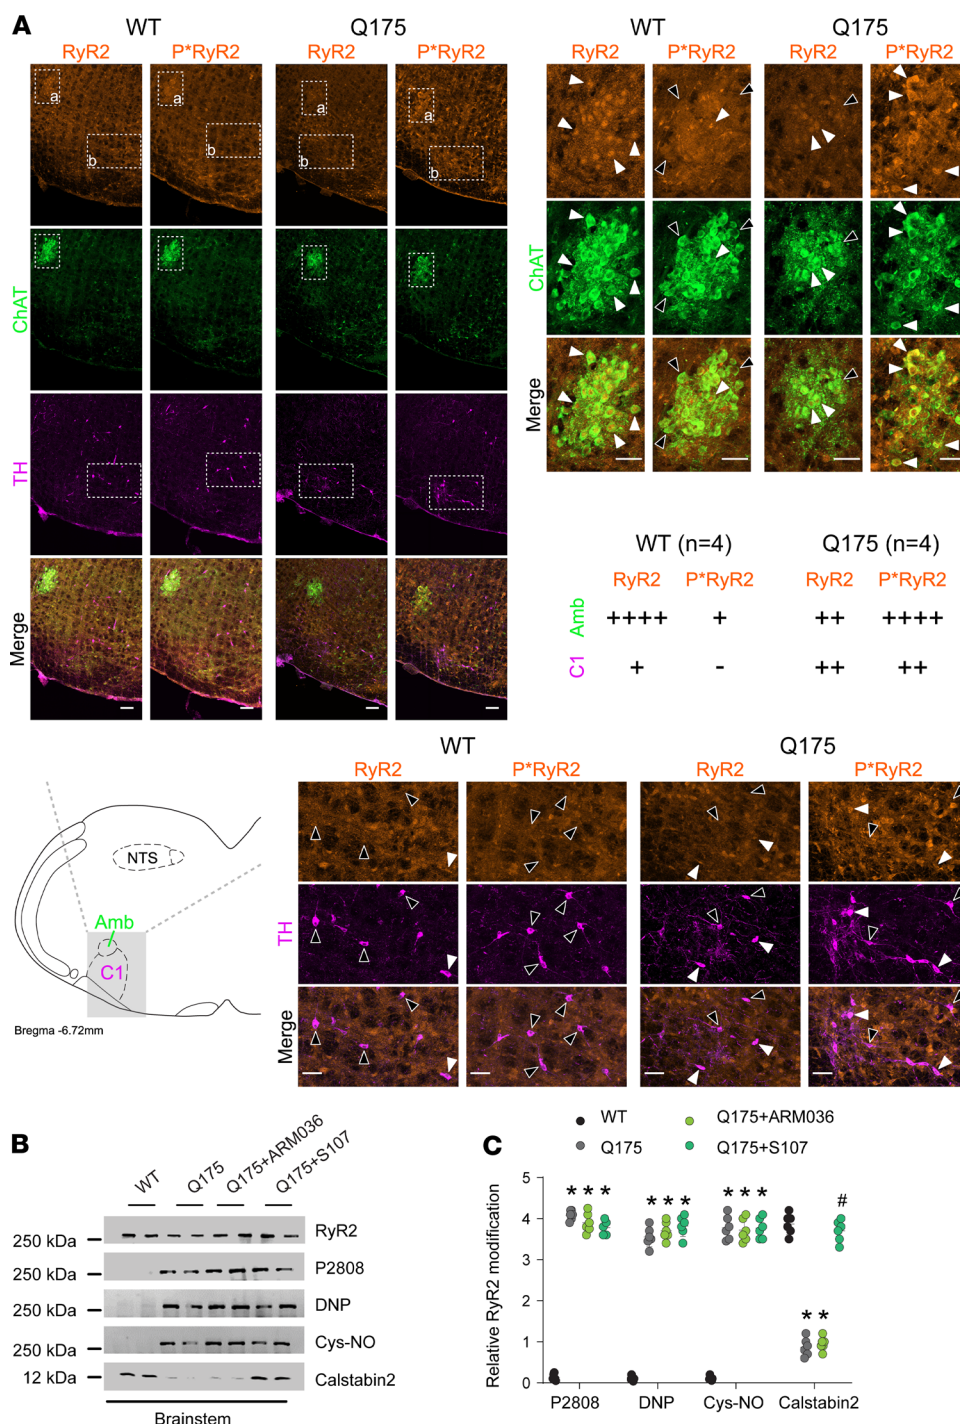 A
WT
Q175
WT
Q175
RyR2
P*RyR2
RyR2
P*RyR2
RyR2
P*RyR2
RyR2
P*RyR2
a
a
a
a
b
b
b
b
ChAT
TH
Merge
ChAT
Merge
WT (n=4)
Q175 (n=4)
RyR2
P*RyR2
RyR2
P*RyR2
Amb
++++
+
++
++++
C1
+
-
++
++
WT
Q175
RyR2
P*RyR2
RyR2
P*RyR2
NTS
Amb
C1
Bregma -6.72mm
TH
Merge
B
WT
Q175
Q175+ARM036
Q175+S107
250 kDa
RyR2
250 kDa
P2808
250 kDa
DNP
250 kDa
Cys-NO
12 kDa
Calstabin2
Brainstem
C
WT
Q175
Q175+ARM036
Q175+S107
Relative RyR2 modification
5
4
3
2
1
0
* * *
* * *
* * *
* *
#
P2808
DNP
Cys-NO
Calstabin2